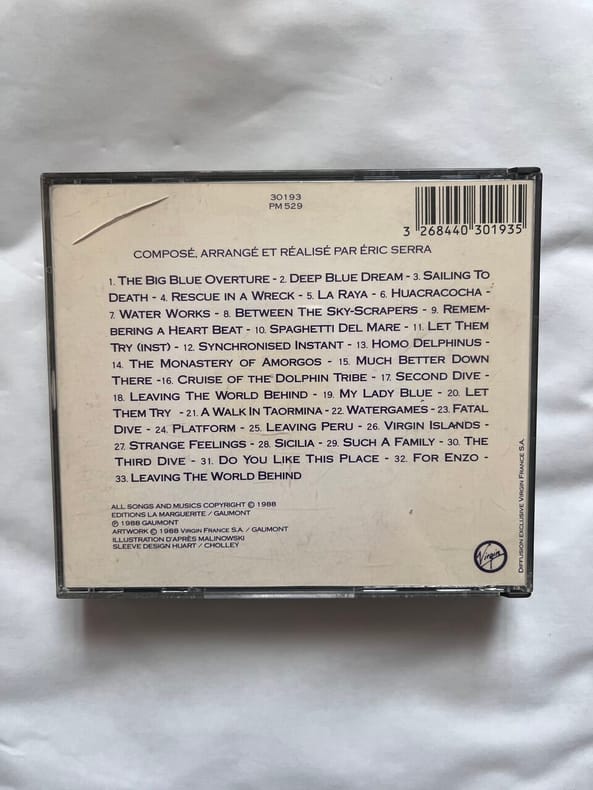 30193
PM 529
3 268440 301935
COMPOSÉ, ARRANGÉ ET RÉALISÉ PAR ÉRIC SERRA
1. THE BIG BLUE OVERTURE - 2. DEEP BLUE DREAM - 3. SAILING TO
DEATH - 4. RESCUE IN A WRECK - 5. LA RAYA - 6. HUACRACOCHA -
7. WATER WORKS - 8. BETWEEN THE SKY-SCRAPERS - 9. REMEM-
BERING A HEART BEAT - 10. SPAGHETTI DEL MARE - 11. LET THEM
TRY (INST) - 12. SYNCHRONISED INSTANT - 13. HOMO DELPHINUS -
14. THE MONASTERY OF AMORGOS - 15. MUCH BETTER DOWN
THERE -16. CRUISE OF THE DOLPHIN TRIBE - 17. SECOND DIVE -
18. LEAVING THE WORLD BEHIND - 19. MY LADY BLUE - 20. LET
THEM TRY - 21. A WALK IN TAORMINA - 22. WATERGAMES - 23. FATAL
DIVE - 24. PLATFORM - 25. LEAVING PERU - 26. VIRGIN ISLANDS -
27. STRANGE FEELINGS - 28. SICILIA - 29. SUCH A FAMILY - 30. THE
THIRD DIVE - 31. DO YOU LIKE THIS PLACE - 32. FOR ENZO -
33. LEAVING THE WORLD BEHIND
ALL SONGS AND MUSICS COPYRIGHT © 1988
EDITIONS LA MARGUERITE / GAUMONT
℗ 1988 GAUMONT
ARTWORK © 1988 VIRGIN FRANCE S.A. / GAUMONT
ILLUSTRATION D'APRÈS MALINOWSKI
SLEEVE DESIGN HUART / CHOLLEY
Virgin
DIFFUSION EXCLUSIVE VIRGIN FRANCE S.A.